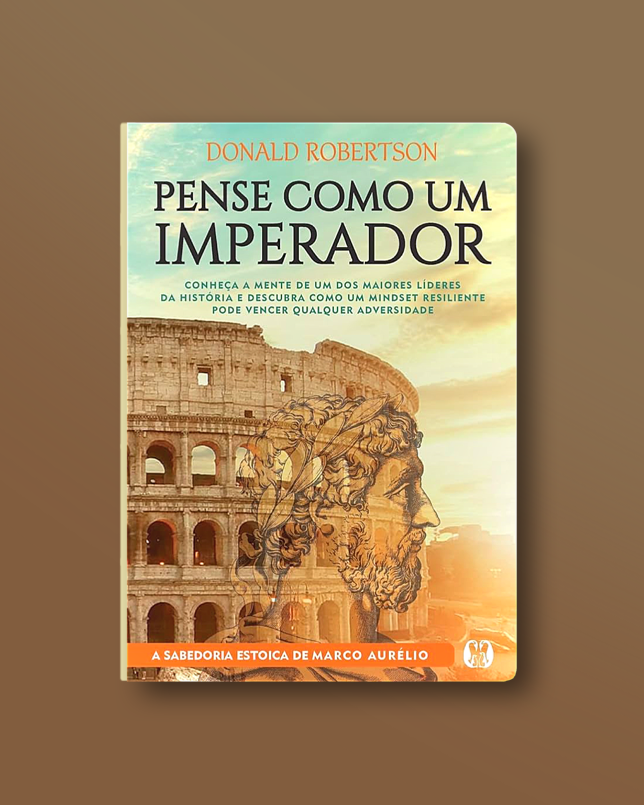 DONALD ROBERTSON
PENSE COMO UM
IMPERADOR
CONHEÇA A MENTE DE UM DOS MAIORES LÍDERES
DA HISTÓRIA E DESCUBRA COMO UM MINDSET RESILIENTE
PODE VENCER QUALQUER ADVERSIDADE
A SABEDORIA ESTOICA DE MARCO AURÉLIO